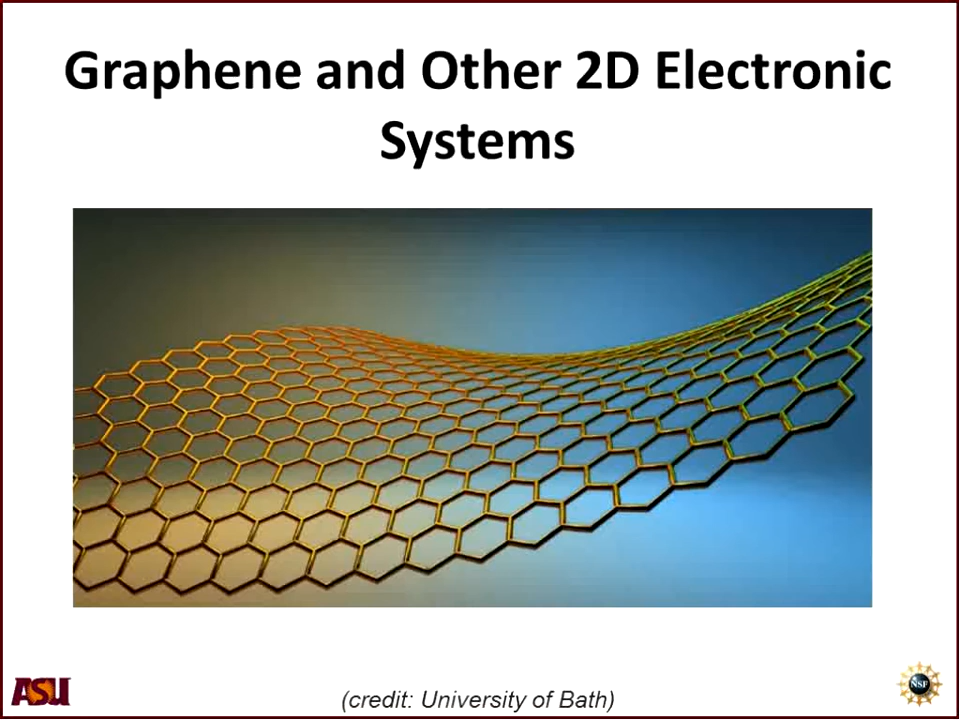 Graphene and Other 2D Electronic
Systems
ASU
(credit: University of Bath)
NSF